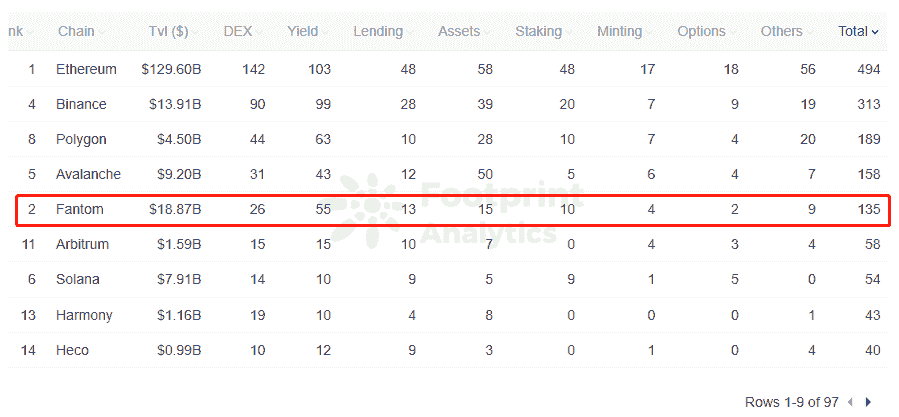 nk Chain Tvl ($) DEX Yield Lending Assets Staking Minting Options Others Total
1 Ethereum $129.60B 142 103 48 58 48 17 18 56 494
4 Binance $13.91B 90 99 28 39 20 7 9 19 313
8 Polygon $4.50B 44 63 10 28 10 7 4 20 189
5 Avalanche $9.20B 31 43 12 50 5 6 4 7 158
2 Fantom $18.87B 26 55 13 15 10 4 2 9 135
11 Arbitrum $1.59B 15 15 10 7 0 4 3 4 58
6 Solana $7.91B 14 10 9 5 9 1 5 0 54
13 Harmony $1.16B 19 10 4 8 0 0 0 1 43
14 Heco $0.99B 10 12 9 3 0 1 0 4 40
Footprint
Analytics
Rows 1-9 of 97